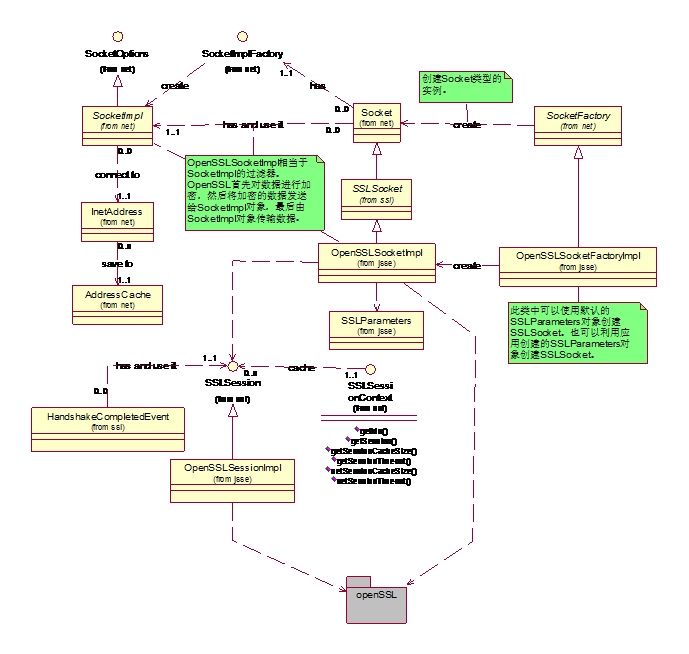 SocketOptions
(from net)
SocketImplFactory
(from net)
create
1..1
has
0..0
创建Socket类型的
实例。
SocketImpl
(from net)
1..1
has and use it
0..0
Socket
(from net)
create
SocketFactory
(from net)
0..0
connect to
1..1
OpenSSLSocketImpl相当于
SocketImpl的过滤器。
OpenSSL首先对数据进行加
密，然后将加密的数据发送
给SocketImpl对象，最后由
SocketImpl对象传输数据。
SSLSocket
(from ssl)
InetAddress
(from net)
0..n
save to
1..1
OpenSSLSocketImpl
(from jsse)
create
OpenSSLSocketFactoryImpl
(from jsse)
AddressCache
(from net)
SSLParameters
(from jsse)
此类中可以使用默认的
SSLParameters对象创建
SSLSocket。也可以利用应
用创建的SSLParameters对
象创建SSLSocket。
has and use it
1..1
0..n
cache
1..1
0..0
SSLSession
(from net)
SSLSessi
onContext
(from net)
HandshakeCompletedEvent
(from ssl)
getIds()
getSession()
getSessionCacheSize()
getSessionTimeout()
setSessionCacheSize()
setSessionTimeout()
OpenSSLSessionImpl
(from jsse)
openSSL